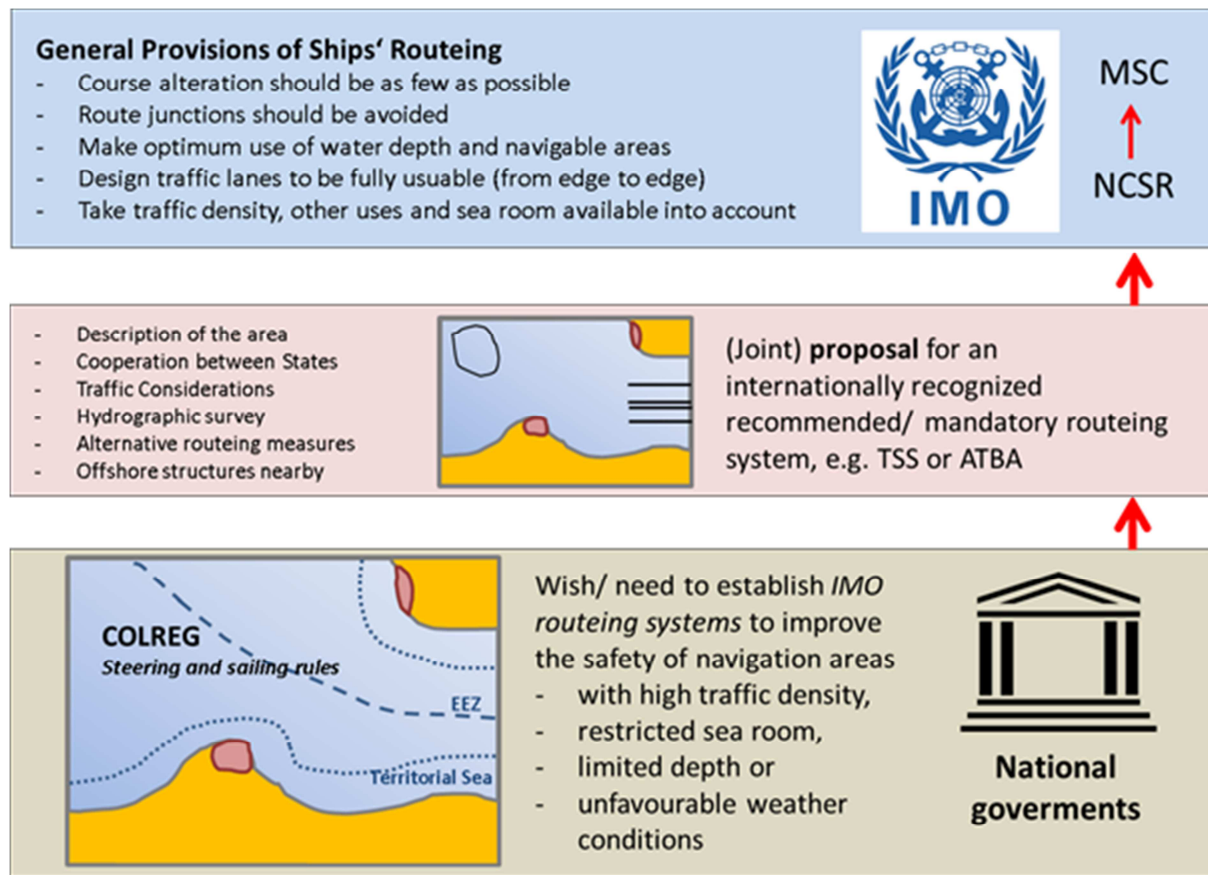 General Provisions of Ships‘ Routeing
- Course alteration should be as few as possible
- Route junctions should be avoided
- Make optimum use of water depth and navigable areas
- Design traffic lanes to be fully usuable (from edge to edge)
- Take traffic density, other uses and sea room available into account
IMO
MSC
NCSR
- Description of the area
- Cooperation between States
- Traffic Considerations
- Hydrographic survey
- Alternative routeing measures
- Offshore structures nearby
(Joint) proposal for an
internationally recognized
recommended/ mandatory routeing
system, e.g. TSS or ATBA
COLREG
Steering and sailing rules
EEZ
Territorial Sea
Wish/ need to establish IMO
routeing systems to improve
the safety of navigation areas
- with high traffic density,
- restricted sea room,
- limited depth or
- unfavourable weather
conditions
National
goverments